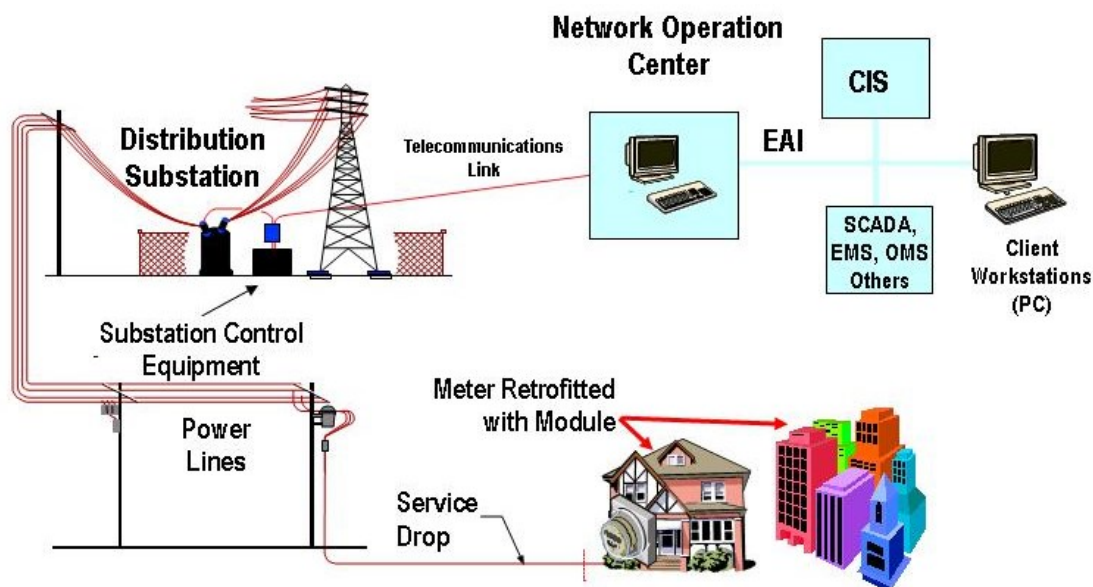 Network Operation
Center
CIS
EAI
Distribution
Substation
Telecommunications
Link
SCADA,
EMS, OMS
Others
Client
Workstations
(PC)
Substation Control
Equipment
Meter Retrofitted
with Module
Power
Lines
Service
Drop